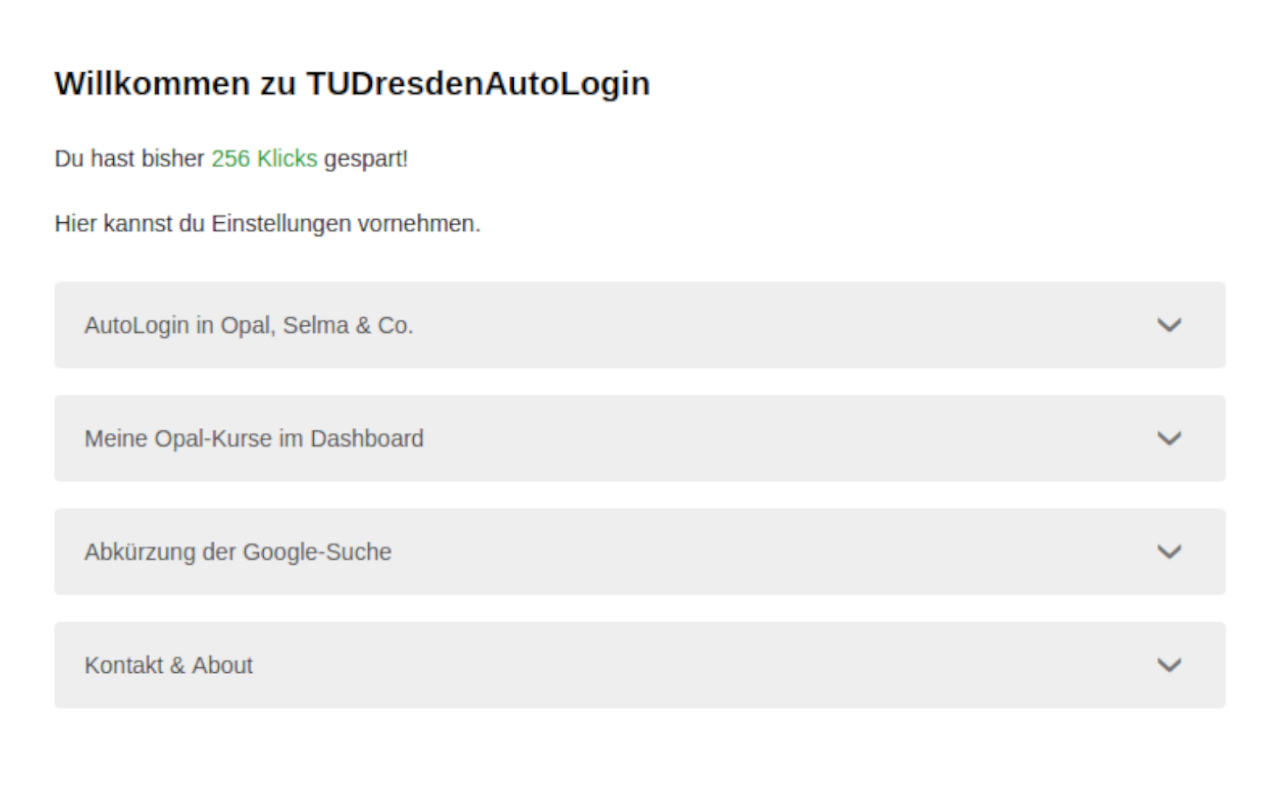 Willkommen zu TUDresdenAutoLogin
Du hast bisher 256 Klicks gespart!
Hier kannst du Einstellungen vornehmen.
AutoLogin in Opal, Selma & Co.
Meine Opal-Kurse im Dashboard
Abkürzung der Google-Suche
Kontakt & About